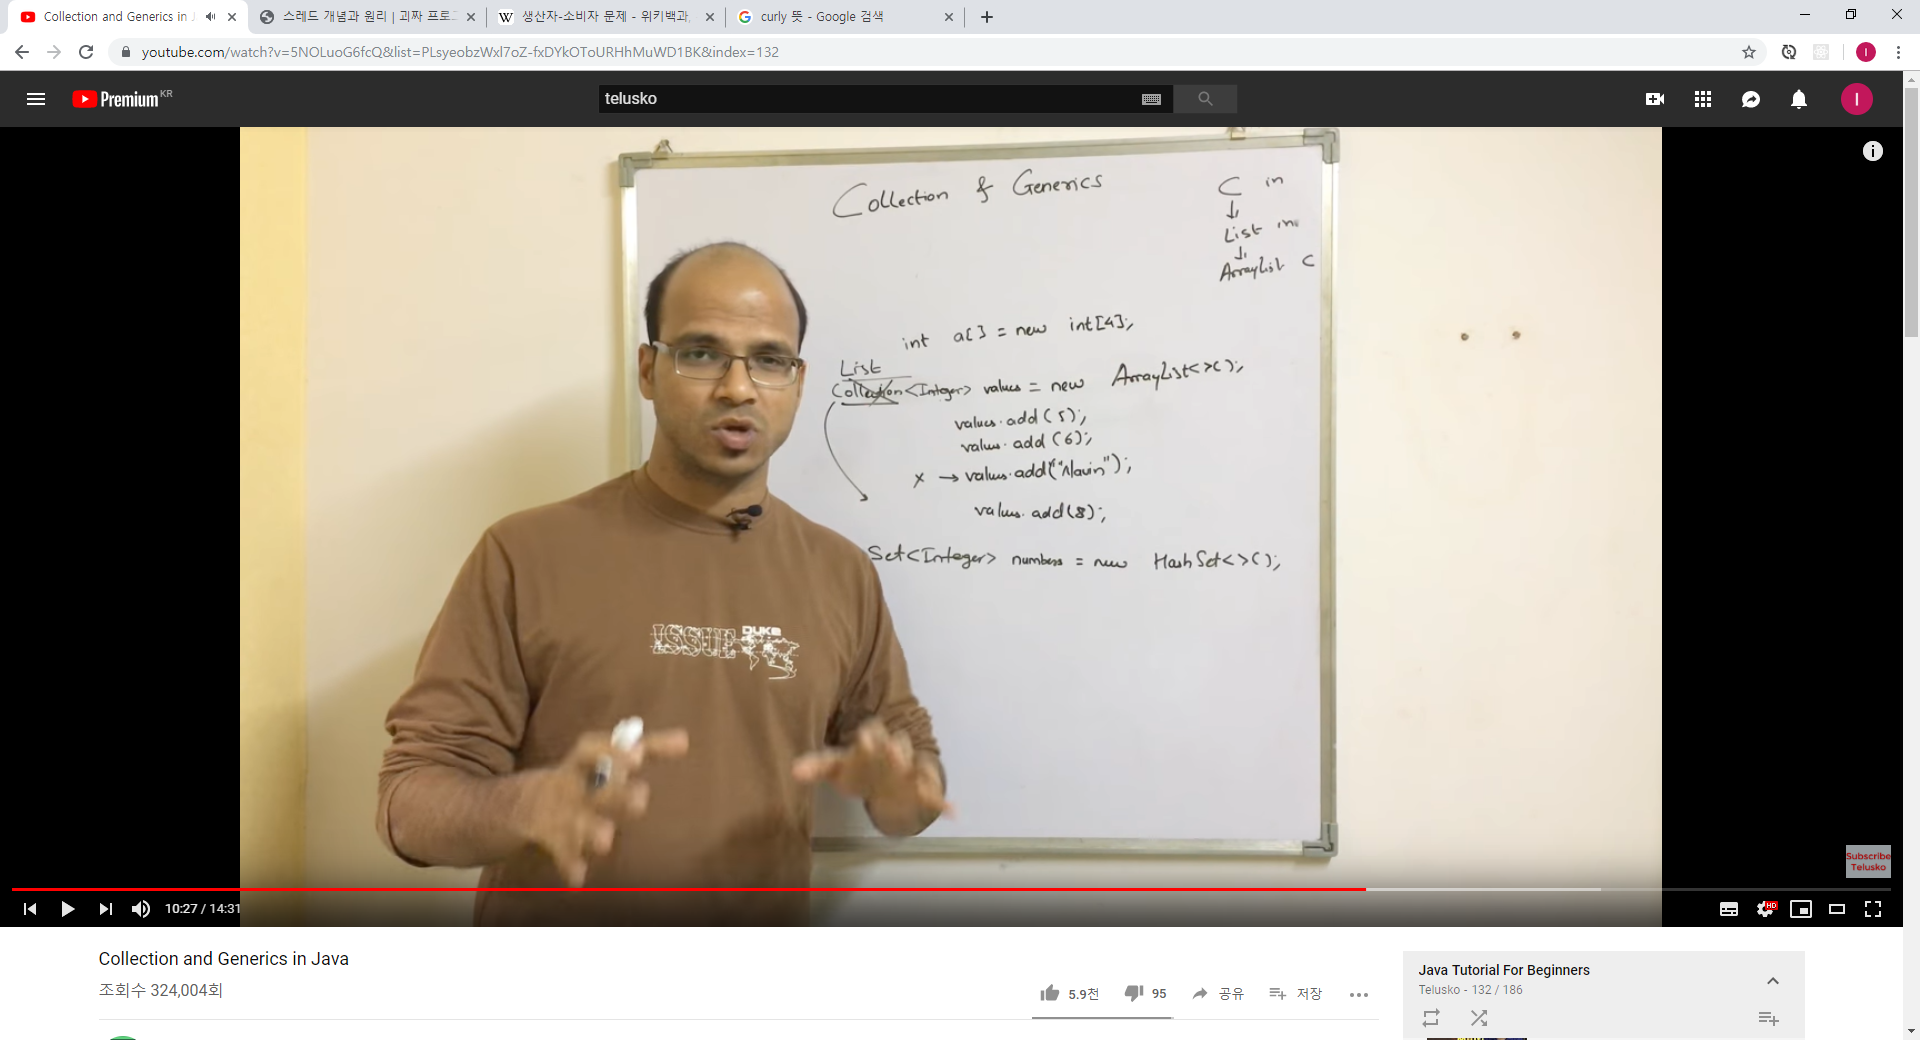 Collection and Generics in J
스레드 개념과 원리 | 괴짜 프로그
생산자-소비자 문제 - 위키백과,
curly 뜻 - Google 검색
youtube.com/watch?v=5NOLuoG6fcQ&list=PLsyeobzWxl7oZ-fxDYkOToURHhMuWD1BK&index=132
I
Premium KR
telusko
I
i
Collection & Generics
C in
List in
ArrayList C
int a[] = new int[4];
List
Collection<Integer> values = new ArrayList<>();
values.add(5);
values.add(6);
x → values.add("Navin");
values.add(8);
Set<Integer> numbers = new HashSet<>();
ISSUE DUKE
Subscribe
Telusko
10:27 / 14:31
HD
Collection and Generics in Java
조회수 324,004회
5.9천
95
공유
저장
Java Tutorial For Beginners
Telusko - 132 / 186